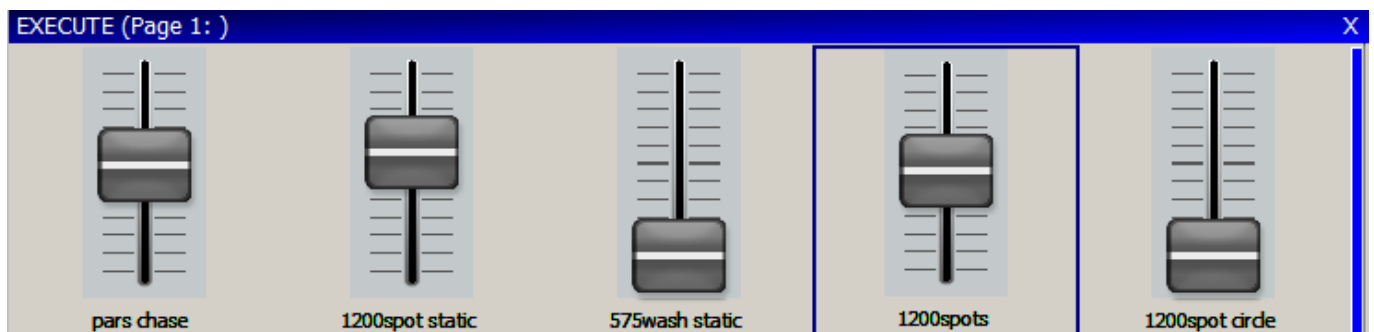 EXECUTE (Page 1: )
X
pars chase
1200spot static
575wash static
1200spots
1200spot circle